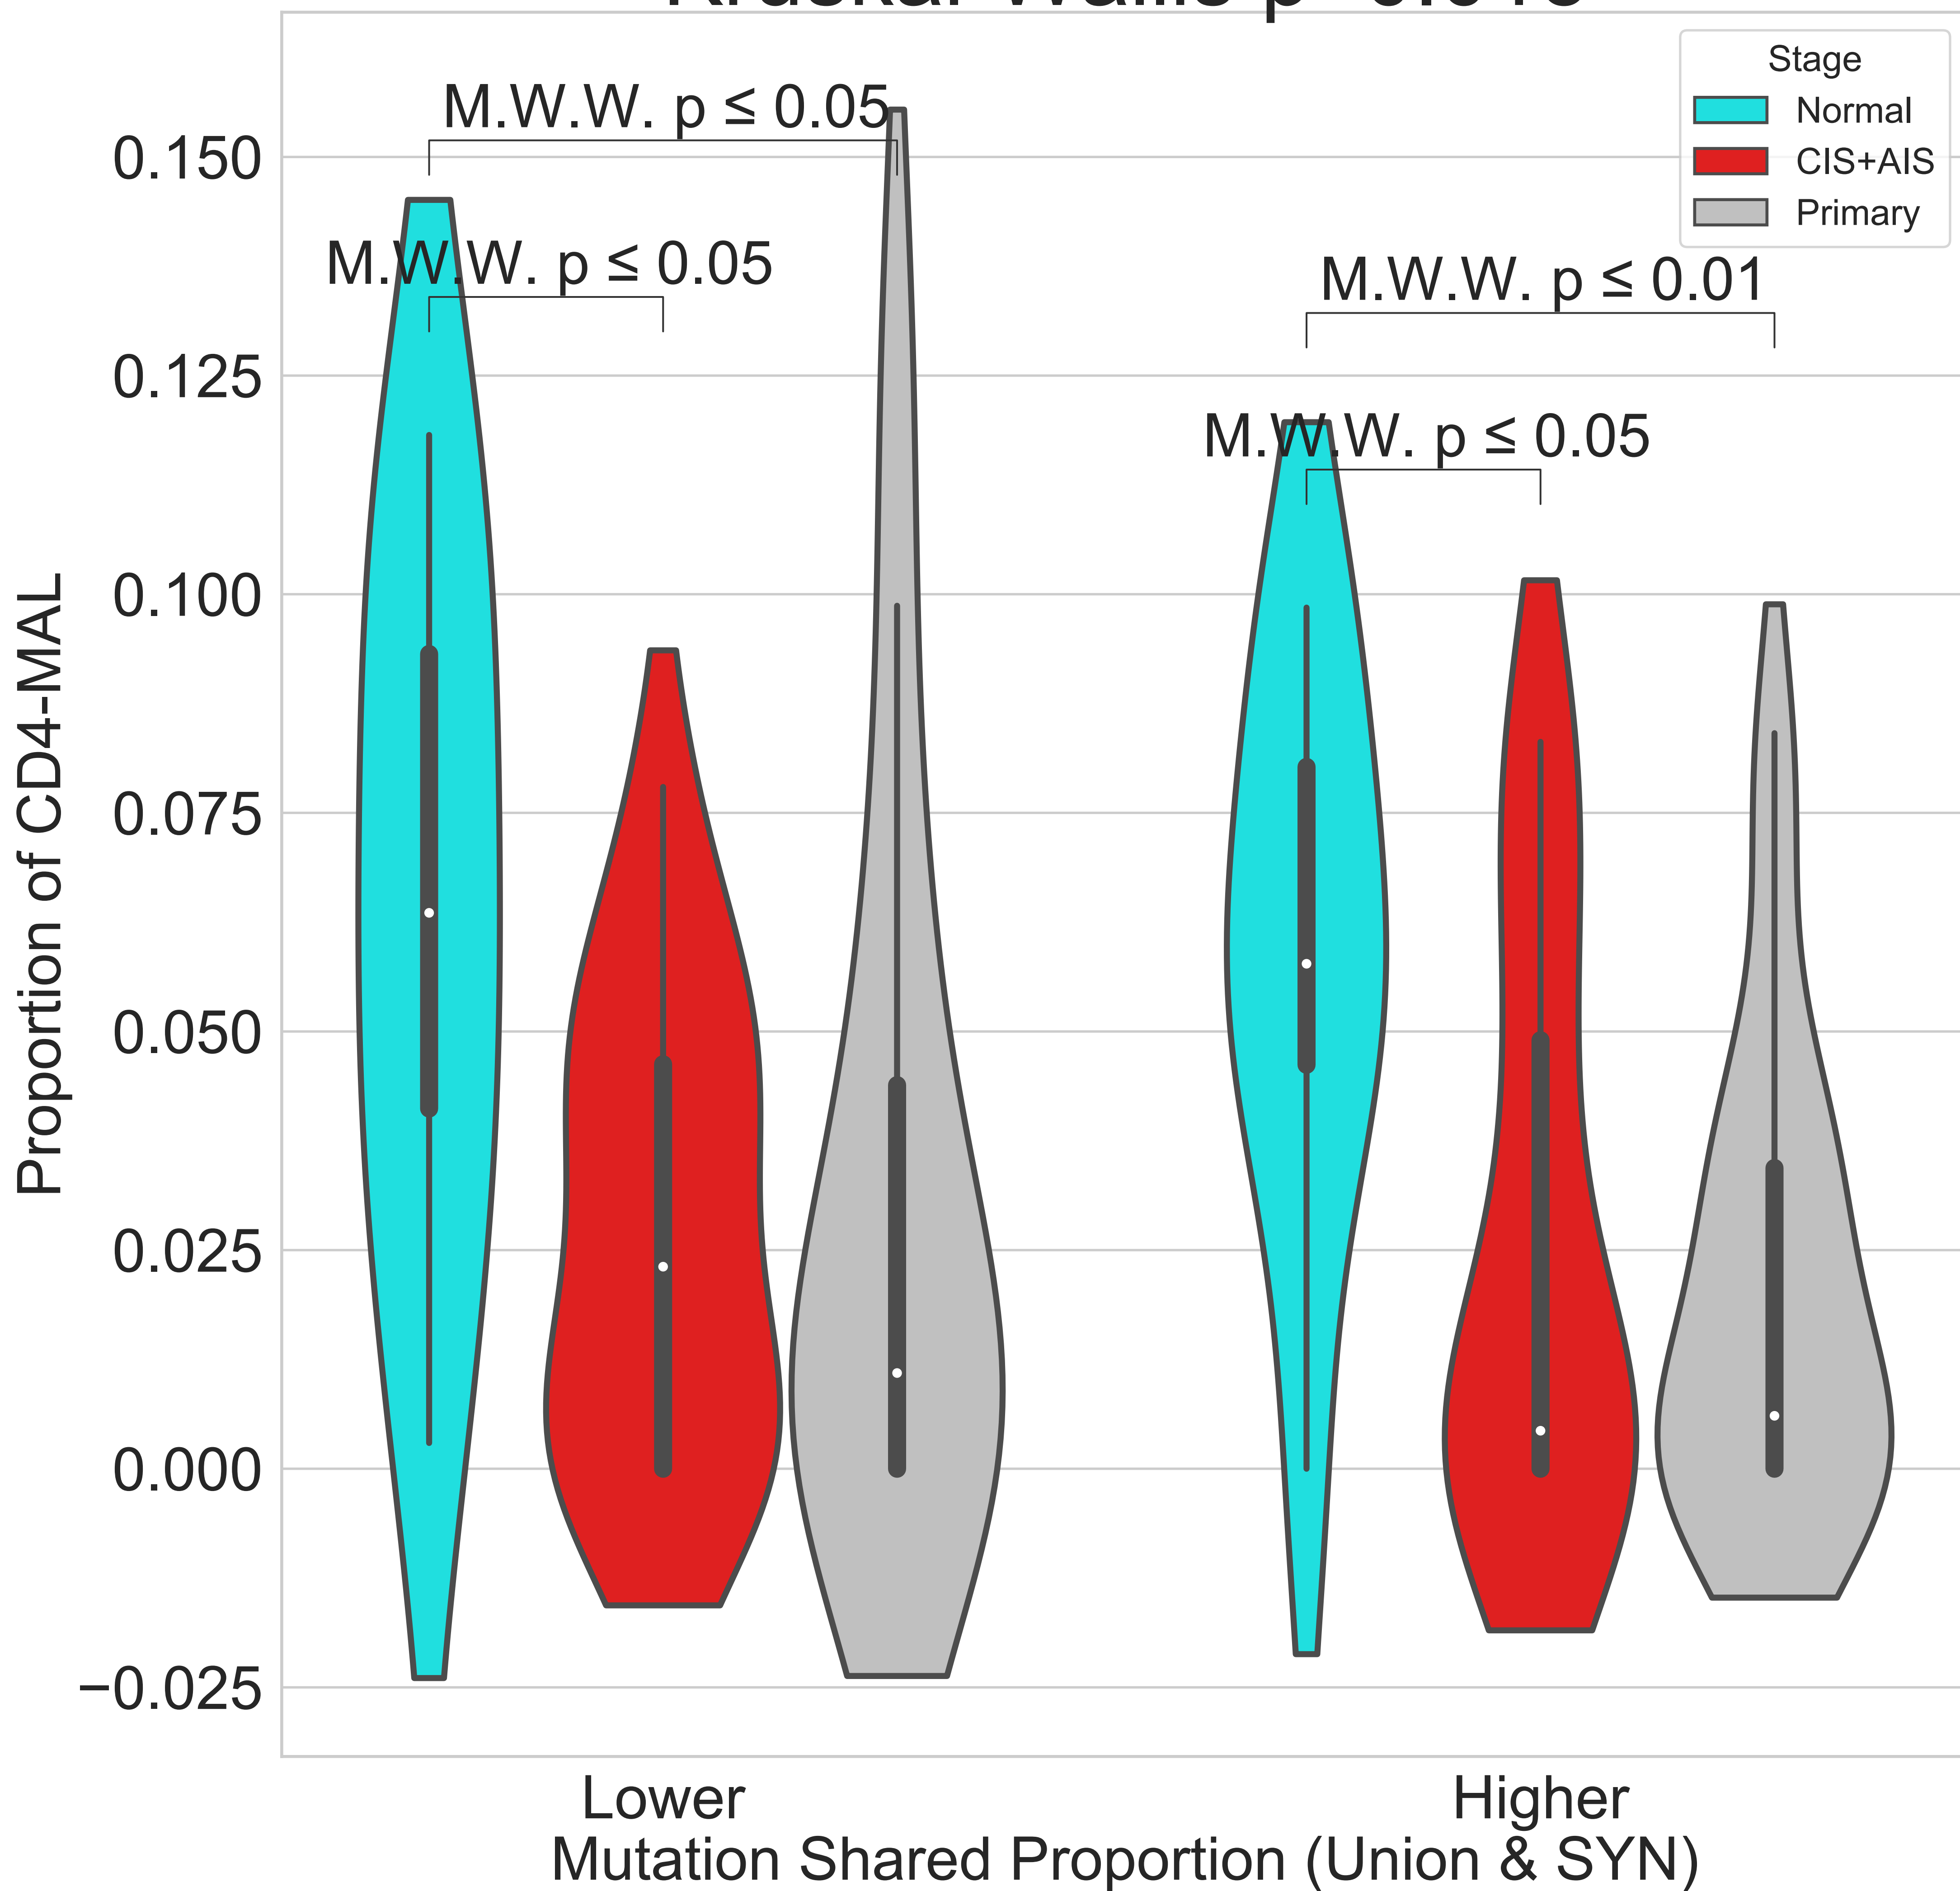 Stage
Normal
CIS+AIS
Primary
M.W.W. p ≤ 0.05
M.W.W. p ≤ 0.05
M.W.W. p ≤ 0.01
M.W.W. p ≤ 0.05
0.150
0.125
0.100
0.075
0.050
0.025
0.000
−0.025
Proportion of CD4-MAL
Lower
Higher
Mutation Shared Proportion (Union & SYN)